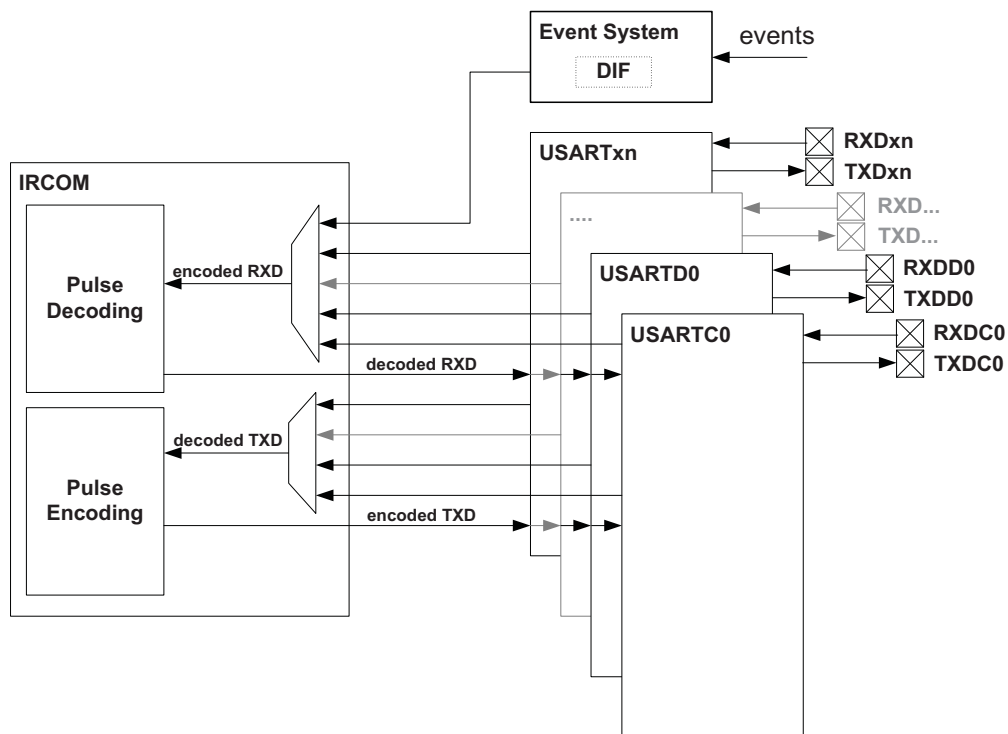 Event System
DIF
events
USARTxn
RXDxn
TXDxn
IRCOM
....
RXD...
TXD...
Pulse
Decoding
encoded RXD
USARTD0
RXDD0
TXDD0
USARTC0
RXDC0
TXDC0
decoded RXD
decoded TXD
Pulse
Encoding
encoded TXD